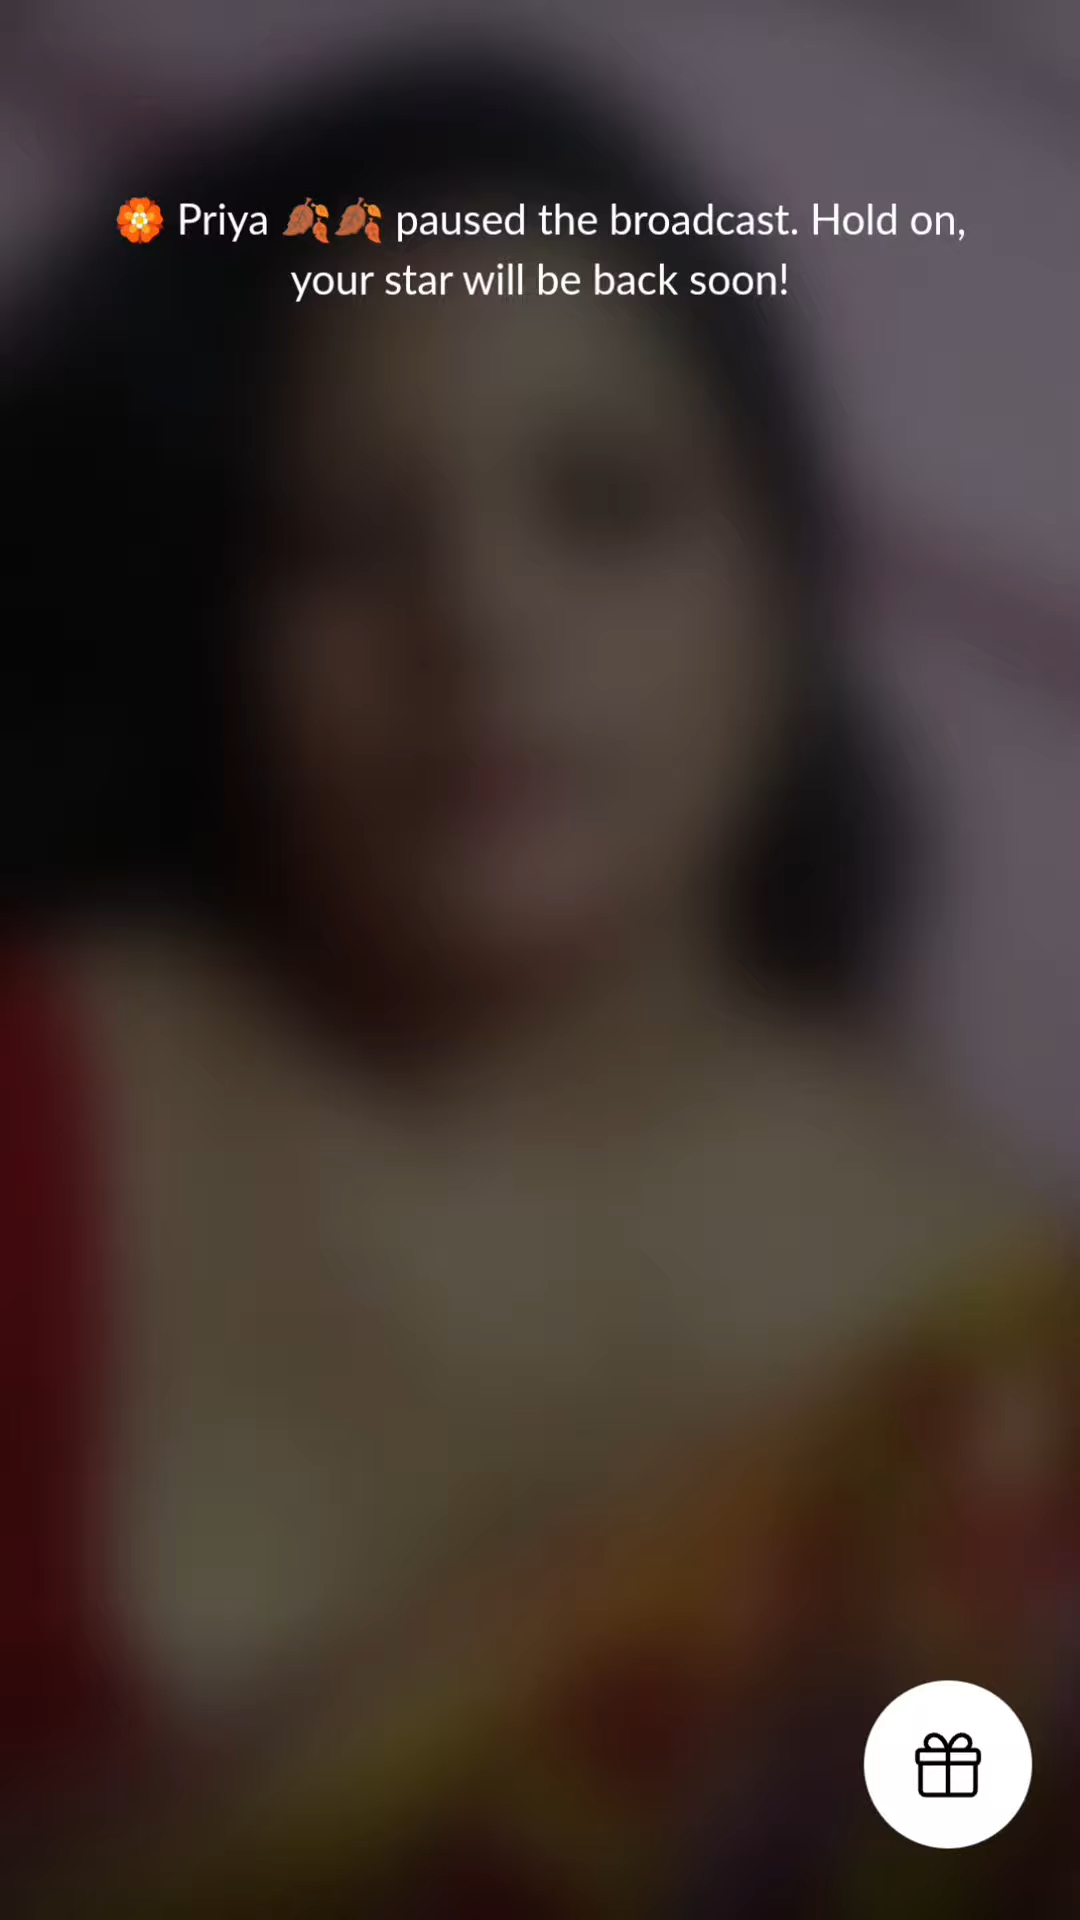 🏵️ Priya 🍂🍂 paused the broadcast. Hold on,
your star will be back soon!